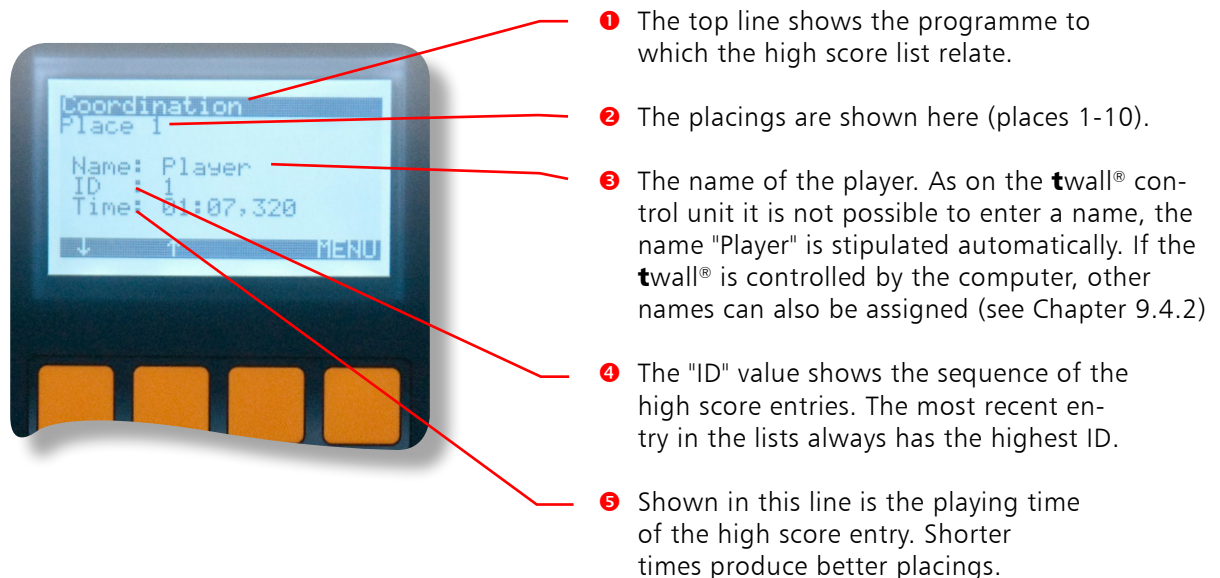 Coordination
Place 1
Name: Player
ID : 1
Time: 01:07,320
↓ ↑ MENU
❶ The top line shows the programme to
which the high score list relate.
❷ The placings are shown here (places 1-10).
❸ The name of the player. As on the twall® con-
trol unit it is not possible to enter a name, the
name "Player" is stipulated automatically. If the
twall® is controlled by the computer, other
names can also be assigned (see Chapter 9.4.2)
❹ The "ID" value shows the sequence of the
high score entries. The most recent en-
try in the lists always has the highest ID.
❺ Shown in this line is the playing time
of the high score entry. Shorter
times produce better placings.